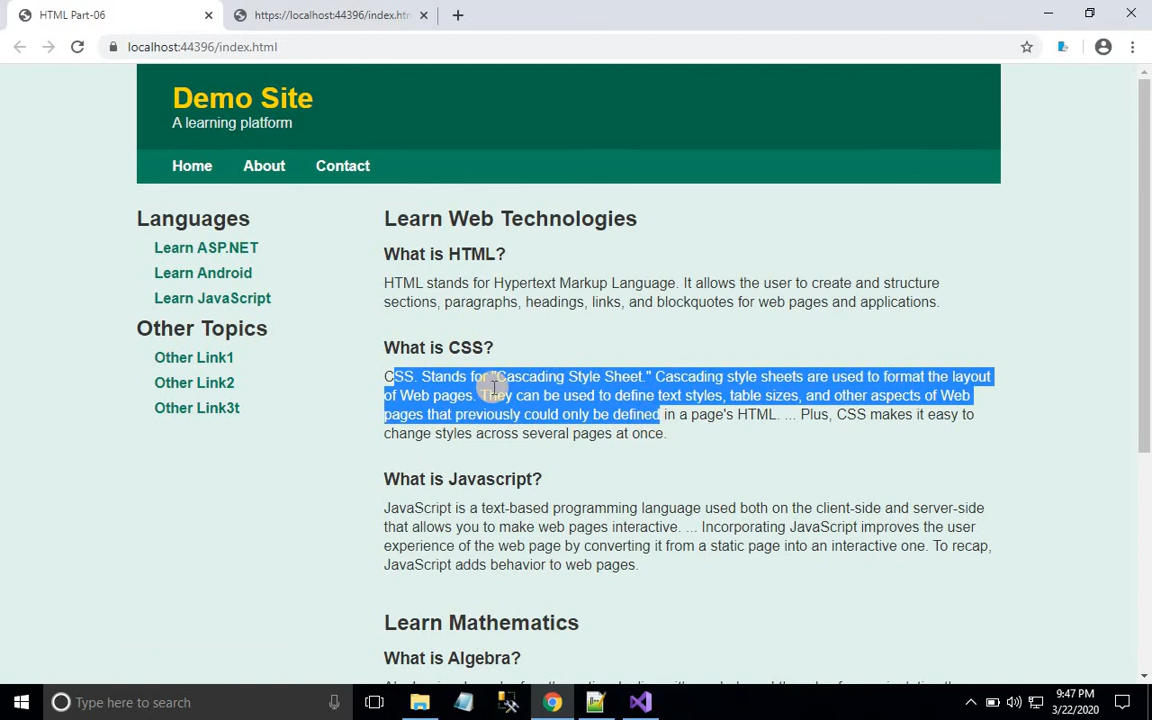 HTML Part-06
https://localhost:44396/index.htm
localhost:44396/index.html
Demo Site
A learning platform
Home About Contact
Languages
Learn ASP.NET
Learn Android
Learn JavaScript
Other Topics
Other Link1
Other Link2
Other Link3t
Learn Web Technologies
What is HTML?
HTML stands for Hypertext Markup Language. It allows the user to create and structure
sections, paragraphs, headings, links, and blockquotes for web pages and applications.
What is CSS?
CSS. Stands for "Cascading Style Sheet." Cascading style sheets are used to format the layout
of Web pages. They can be used to define text styles, table sizes, and other aspects of Web
pages that previously could only be defined in a page's HTML. ... Plus, CSS makes it easy to
change styles across several pages at once.
What is Javascript?
JavaScript is a text-based programming language used both on the client-side and server-side
that allows you to make web pages interactive. ... Incorporating JavaScript improves the user
experience of the web page by converting it from a static page into an interactive one. To recap,
JavaScript adds behavior to web pages.
Learn Mathematics
What is Algebra?
Type here to search
9:47 PM
3/22/2020